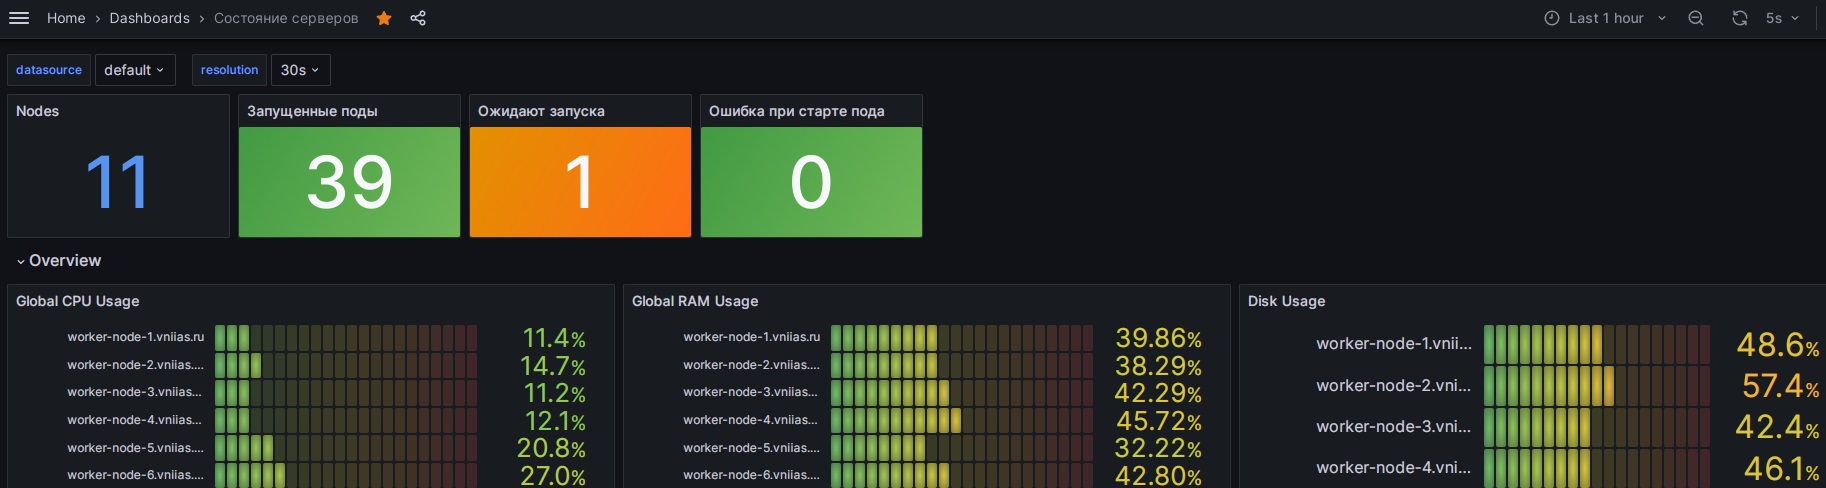 Home › Dashboards › Состояние серверов
Last 1 hour
5s
datasource default resolution 30s
Nodes
11
Запущенные поды
39
Ожидают запуска
1
Ошибка при старте пода
0
Overview
Global CPU Usage
worker-node-1.vniias.ru 11.4%
worker-node-2.vniias.... 14.7%
worker-node-3.vniias... 11.2%
worker-node-4.vniias... 12.1%
worker-node-5.vniias.... 20.8%
worker-node-6.vniias.... 27.0%
Global RAM Usage
worker-node-1.vniias.ru 39.86%
worker-node-2.vniias.... 38.29%
worker-node-3.vniias... 42.29%
worker-node-4.vniias... 45.72%
worker-node-5.vniias.... 32.22%
worker-node-6.vniias.... 42.80%
Disk Usage
worker-node-1.vnii... 48.6%
worker-node-2.vni... 57.4%
worker-node-3.vni... 42.4%
worker-node-4.vni... 46.1%